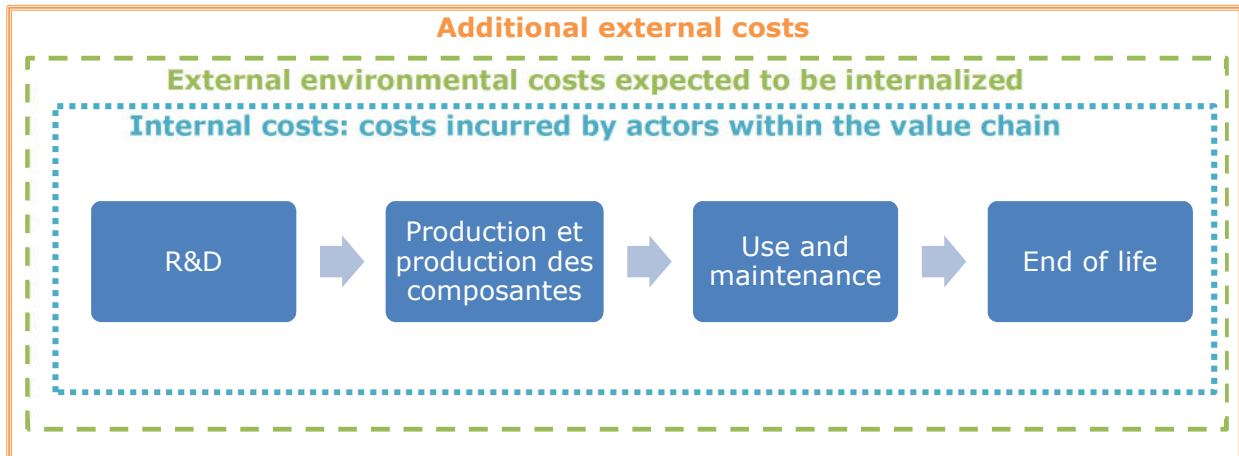 Additional external costs
External environmental costs expected to be internalized
Internal costs: costs incurred by actors within the value chain
R&D
Production et
production des
composantes
Use and
maintenance
End of life